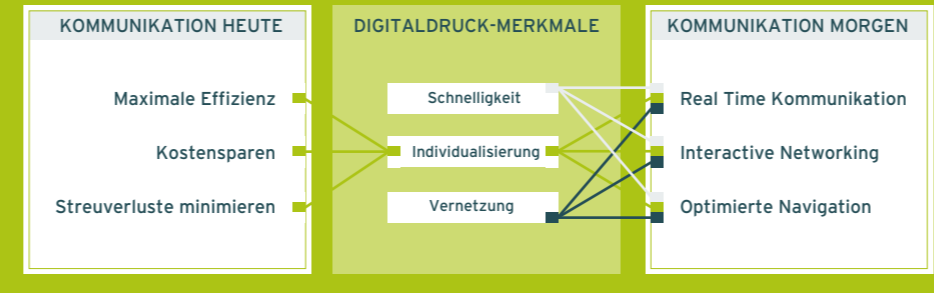 KOMMUNIKATION HEUTE
Maximale Effizienz
Kostensparen
Streuverluste minimieren
DIGITALDRUCK-MERKMALE
Schnelligkeit
Individualisierung
Vernetzung
KOMMUNIKATION MORGEN
Real Time Kommunikation
Interactive Networking
Optimierte Navigation